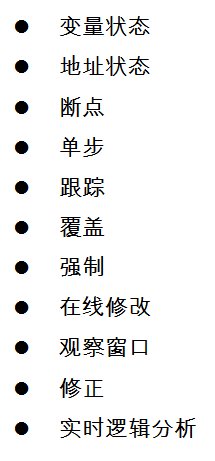 ● 变量状态
● 地址状态
● 断点
● 单步
● 跟踪
● 覆盖
● 强制
● 在线修改
● 观察窗口
● 修正
● 实时逻辑分析